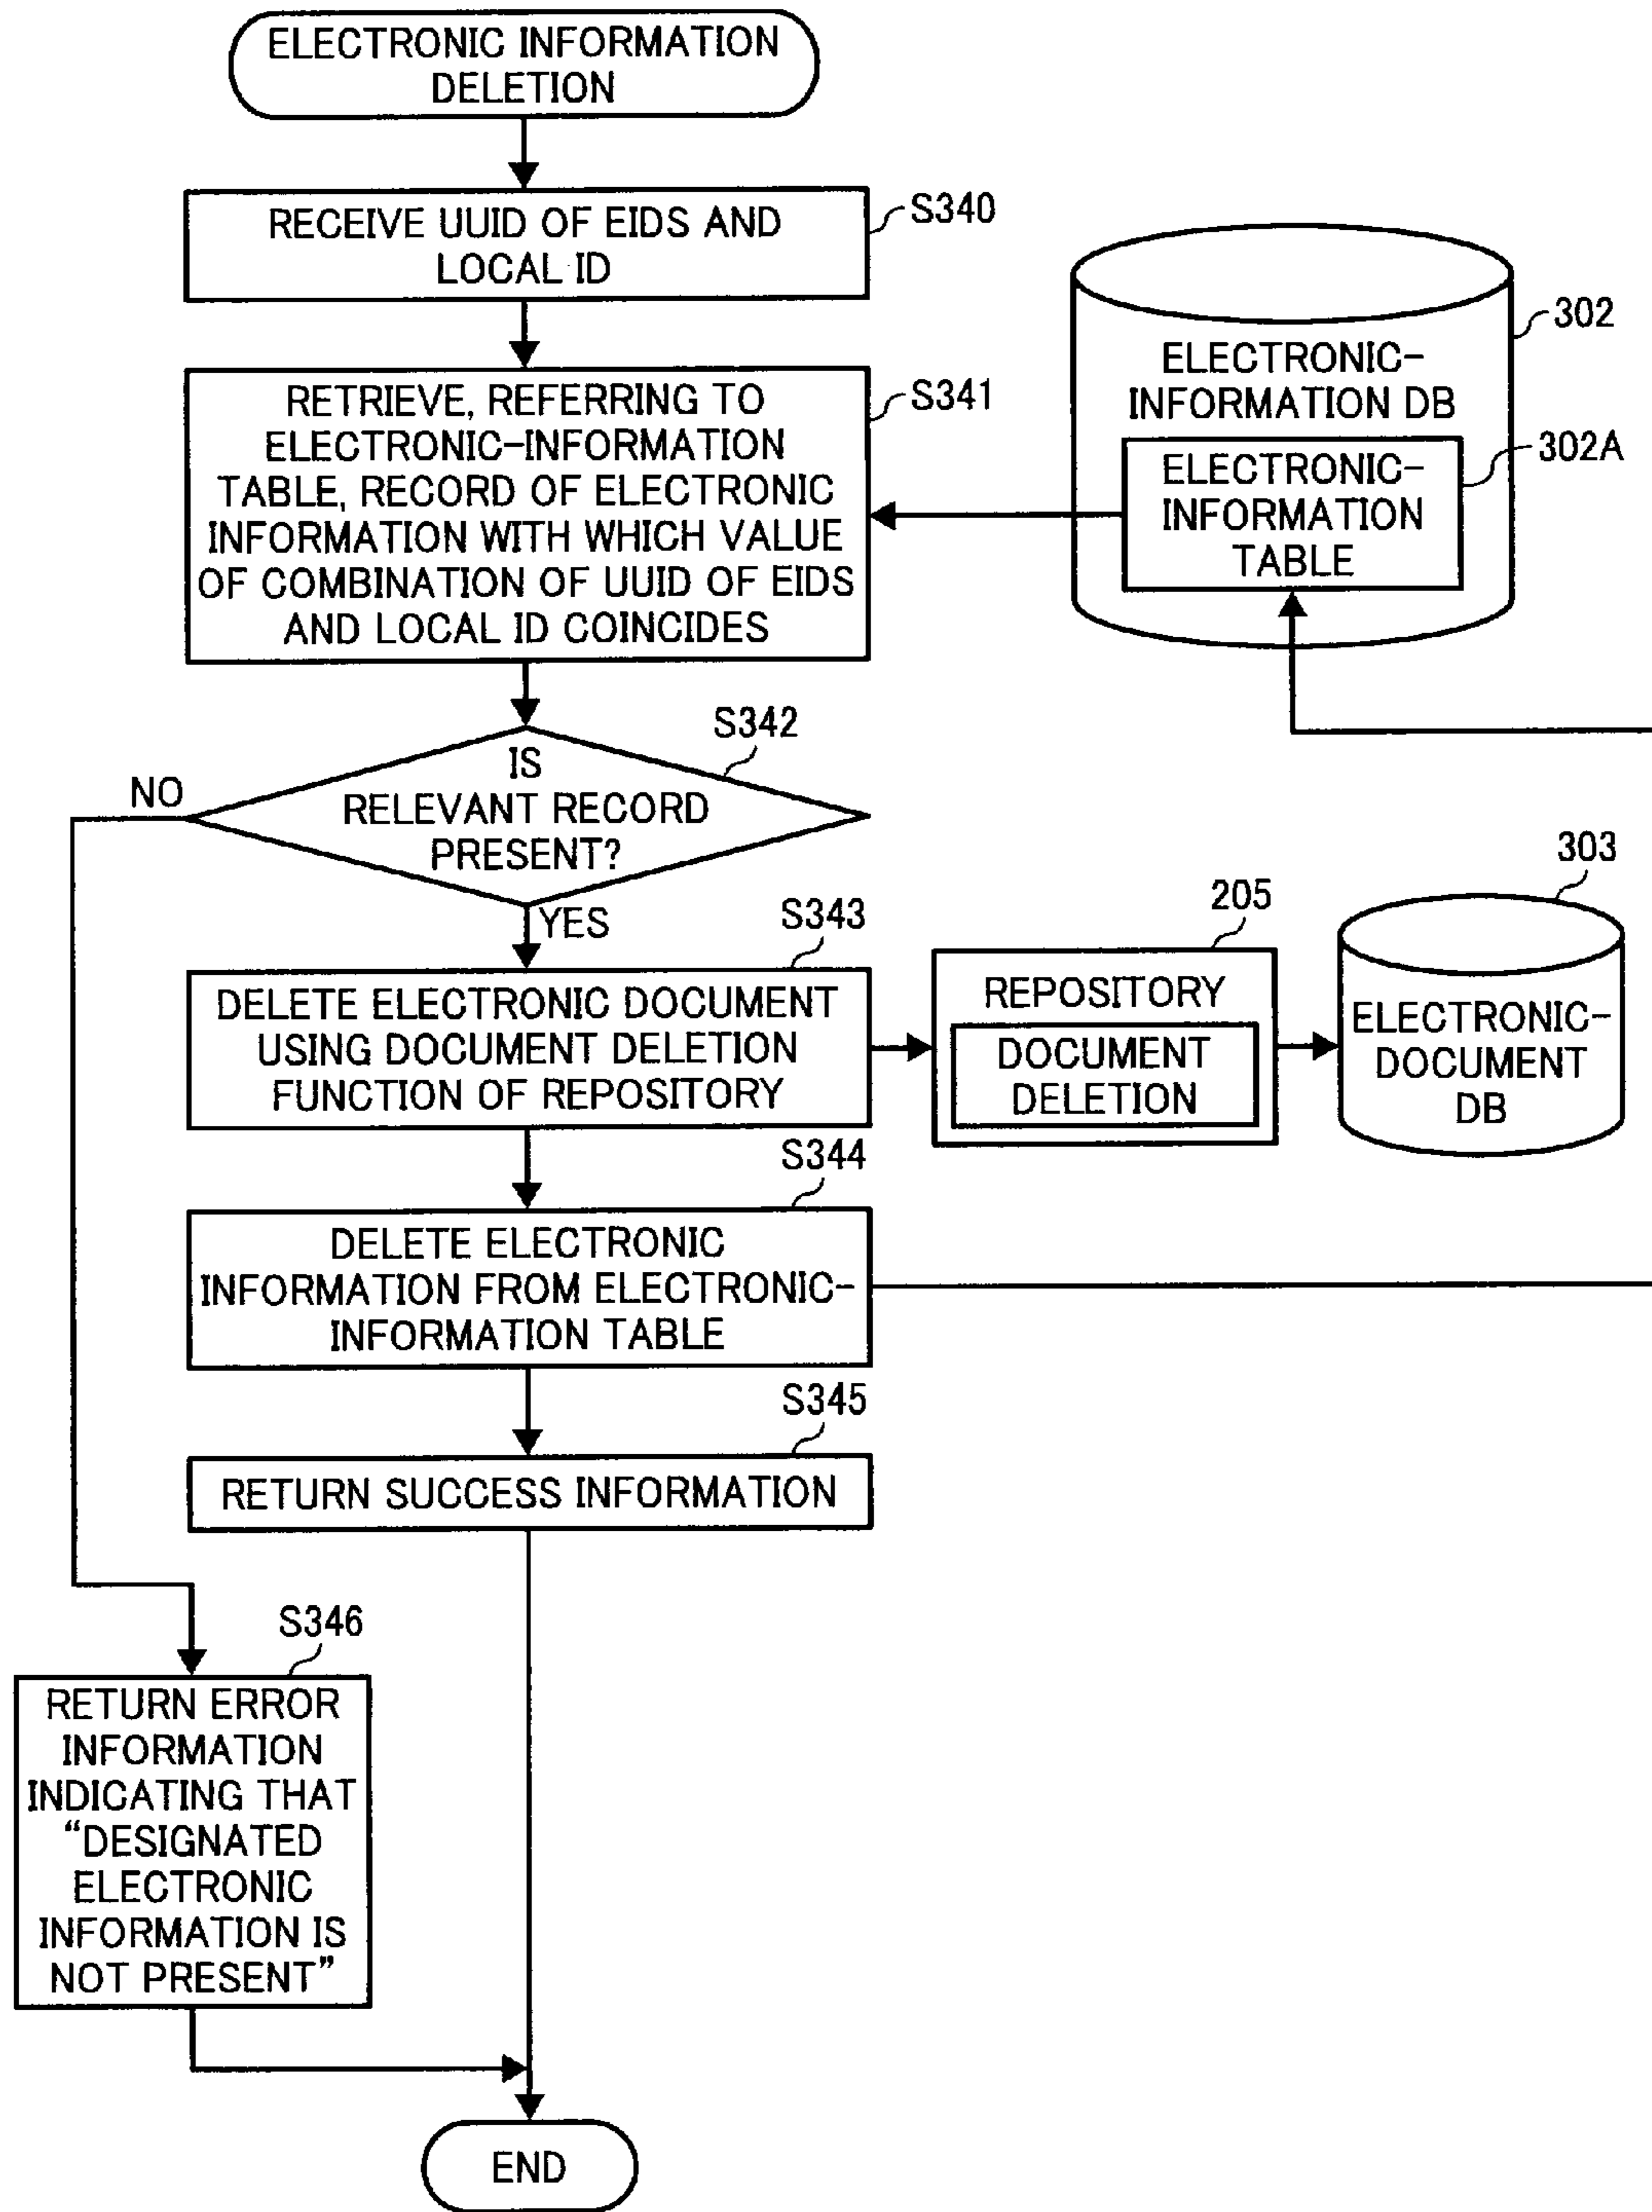 ELECTRONIC INFORMATION
DELETION
RECEIVE UUID OF EIDS AND
LOCAL ID
S340
RETRIEVE, REFERRING TO
ELECTRONIC-INFORMATION
TABLE, RECORD OF ELECTRONIC
INFORMATION WITH WHICH VALUE
OF COMBINATION OF UUID OF EIDS
AND LOCAL ID COINCIDES
S341
ELECTRONIC-
INFORMATION DB
302
ELECTRONIC-
INFORMATION
TABLE
302A
S342
IS
RELEVANT RECORD
PRESENT?
NO
YES
S343
DELETE ELECTRONIC DOCUMENT
USING DOCUMENT DELETION
FUNCTION OF REPOSITORY
205
REPOSITORY
DOCUMENT
DELETION
303
ELECTRONIC-
DOCUMENT
DB
S344
DELETE ELECTRONIC
INFORMATION FROM ELECTRONIC-
INFORMATION TABLE
S345
RETURN SUCCESS INFORMATION
S346
RETURN ERROR
INFORMATION
INDICATING THAT
“DESIGNATED
ELECTRONIC
INFORMATION IS
NOT PRESENT”
END